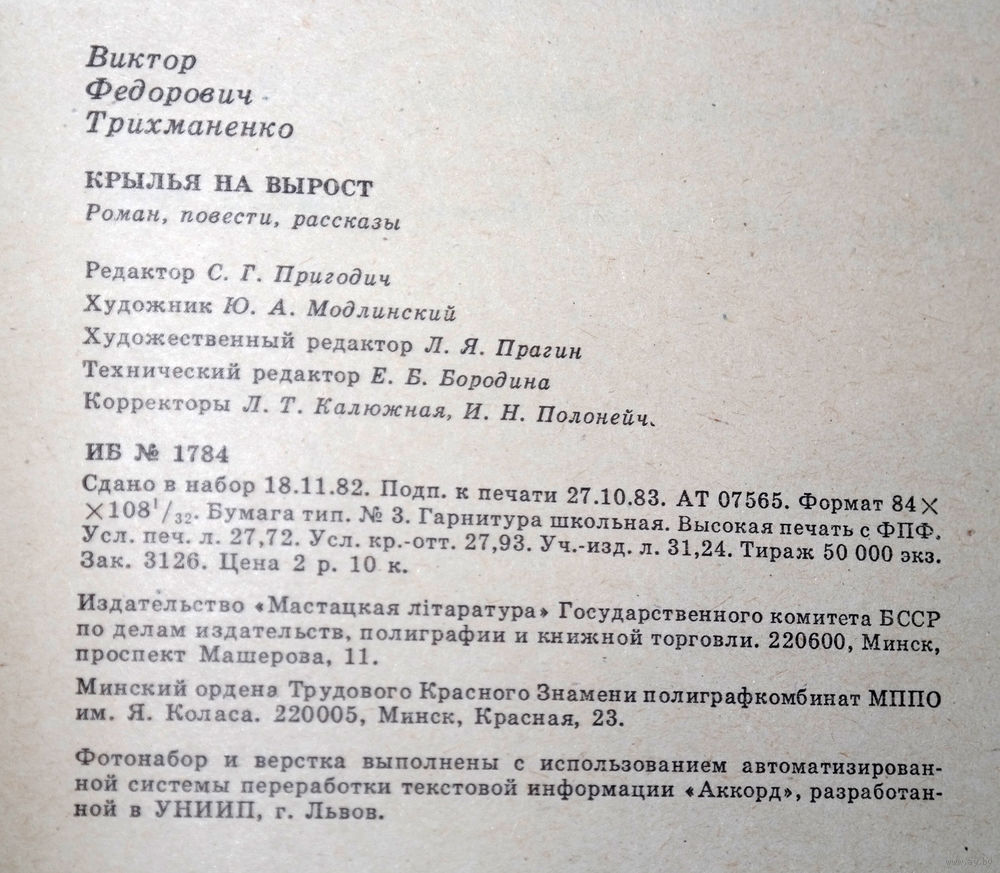 Виктор
Федорович
Трихманенко
КРЫЛЬЯ НА ВЫРОСТ
Роман, повести, рассказы
Редактор С. Г. Пригодич
Художник Ю. А. Модлинский
Художественный редактор Л. Я. Прагин
Технический редактор Е. Б. Бородина
Корректоры Л. Т. Калюжная, И. Н. Полонейч.
ИБ № 1784
Сдано в набор 18.11.82. Подп. к печати 27.10.83. АТ 07565. Формат 84×
×108¹/₃₂. Бумага тип. № 3. Гарнитура школьная. Высокая печать с ФПФ.
Усл. печ. л. 27,72. Усл. кр.-отт. 27,93. Уч.-изд. л. 31,24. Тираж 50 000 экз.
Зак. 3126. Цена 2 р. 10 к.
Издательство «Мастацкая літаратура» Государственного комитета БССР
по делам издательств, полиграфии и книжной торговли. 220600, Минск,
проспект Машерова, 11.
Минский ордена Трудового Красного Знамени полиграфкомбинат МППО
им. Я. Коласа. 220005, Минск, Красная, 23.
Фотонабор и верстка выполнены с использованием автоматизирован-
ной системы переработки текстовой информации «Аккорд», разработан-
ной в УНИИП, г. Львов.
www.ay.by